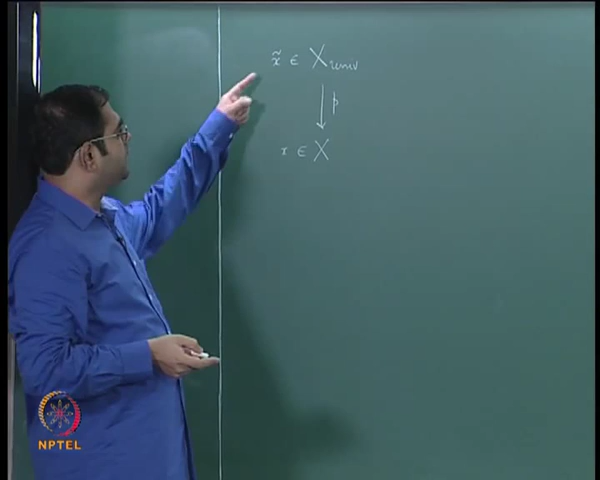 x̃ ∈ X_univ
↓ p
x ∈ X
NPTEL